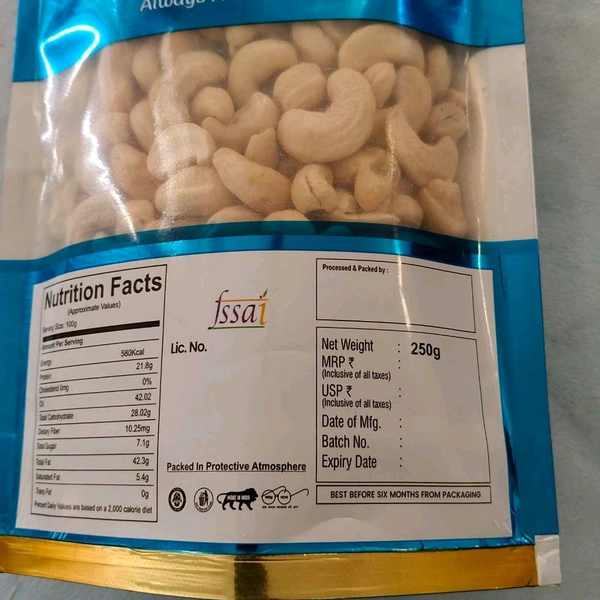 Always
Nutrition Facts
(Approximate Values)
Serving Size: 100g
Amount Per Serving
Energy 580Kcal
Protein 21.8g
Cholesterol 0mg 0%
Oil 42.02
Total Carbohydrate 28.02g
Dietary Fiber 10.25mg
Total Sugar 7.1g
Total Fat 42.3g
Saturated Fat 5.4g
Trans Fat 0g
Percent Daily Values are based on a 2,000 calorie diet
fssai
Lic. No.
Packed In Protective Atmosphere
MAKE IN INDIA
Processed & Packed by :
Net Weight : 250g
MRP ₹ :
(Inclusive of all taxes)
USP ₹ :
(Inclusive of all taxes)
Date of Mfg. :
Batch No. :
Expiry Date :
BEST BEFORE SIX MONTHS FROM PACKAGING